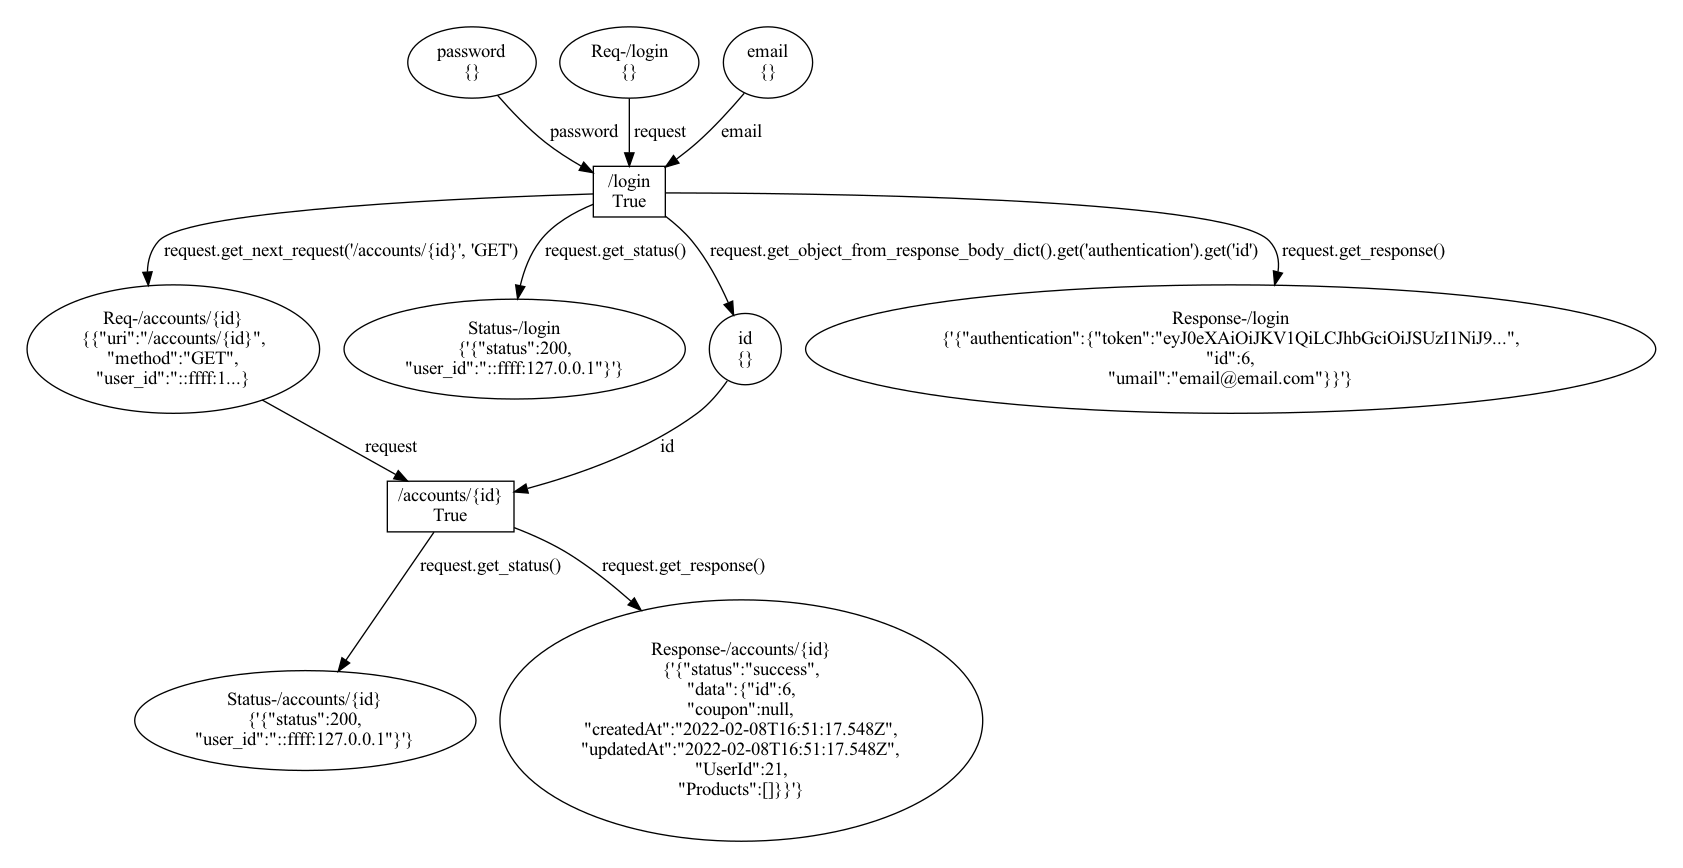 password
{}
Req-/login
{}
email
{}
password
request
email
/login
True
request.get_next_request('/accounts/{id}', 'GET')
request.get_status()
request.get_object_from_response_body_dict().get('authentication').get('id')
request.get_response()
Req-/accounts/{id}
{{"uri":"/accounts/{id}",
"method":"GET",
"user_id":"::ffff:1...}
Status-/login
{'{"status":200,
"user_id":"::ffff:127.0.0.1"}'}
id
{}
Response-/login
{'{"authentication":{"token":"eyJ0eXAiOiJKV1QiLCJhbGciOiJSUzI1NiJ9...",
"id":6,
"umail":"email@email.com"}}'}
request
id
/accounts/{id}
True
request.get_status()
request.get_response()
Status-/accounts/{id}
{'{"status":200,
"user_id":"::ffff:127.0.0.1"}'}
Response-/accounts/{id}
{'{"status":"success",
"data":{"id":6,
"coupon":null,
"createdAt":"2022-02-08T16:51:17.548Z",
"updatedAt":"2022-02-08T16:51:17.548Z",
"UserId":21,
"Products":[]}}'}